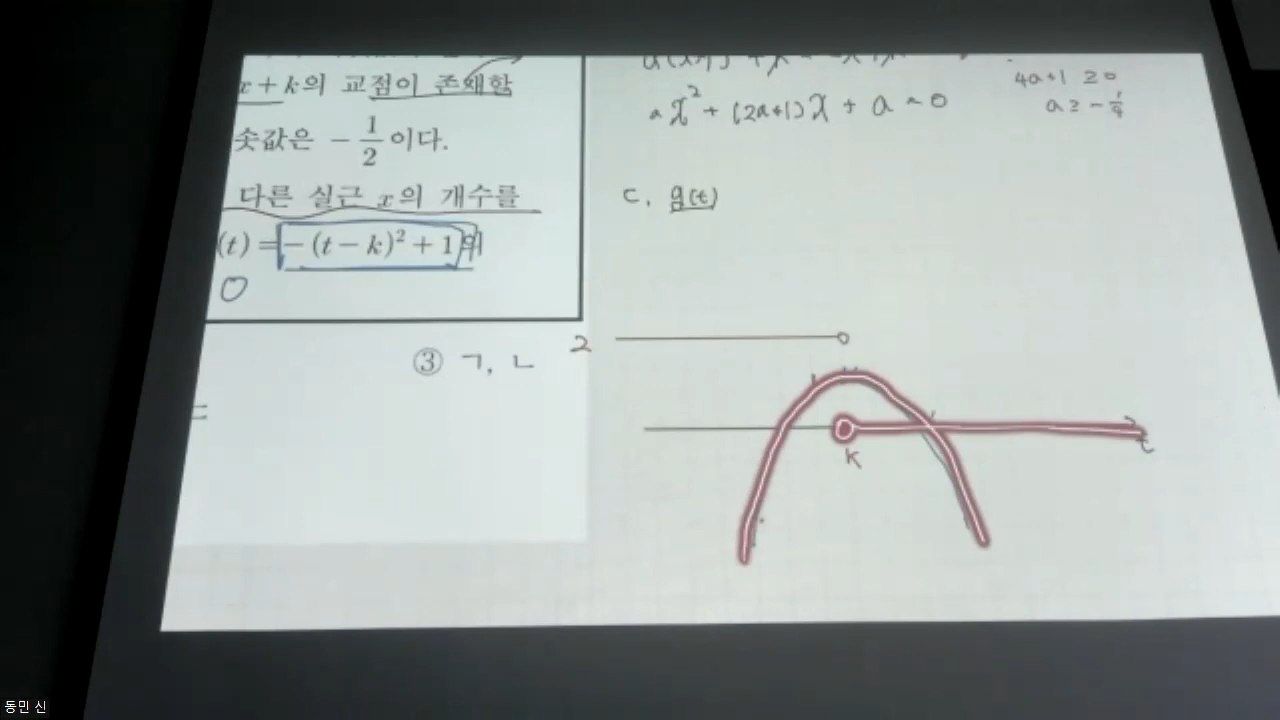 x + k의 교점이 존재할
솟값은 − 1/2 이다.
다른 실근 x의 개수를
(t) = −(t − k)² + 1의
0
③ ㄱ, ㄴ
=
4a+1 ≥ 0
a ≥ − 1/4
ax² + (2a+1)x + a = 0
ㄷ. g(t)
2
k
t
동민 신